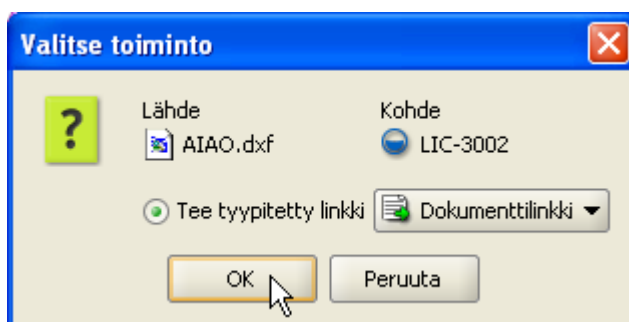 Valitse toiminto
?
Lähde Kohde
AIAO.dxf LIC-3002
Tee tyypitetty linkki Dokumenttilinkki
OK Peruuta